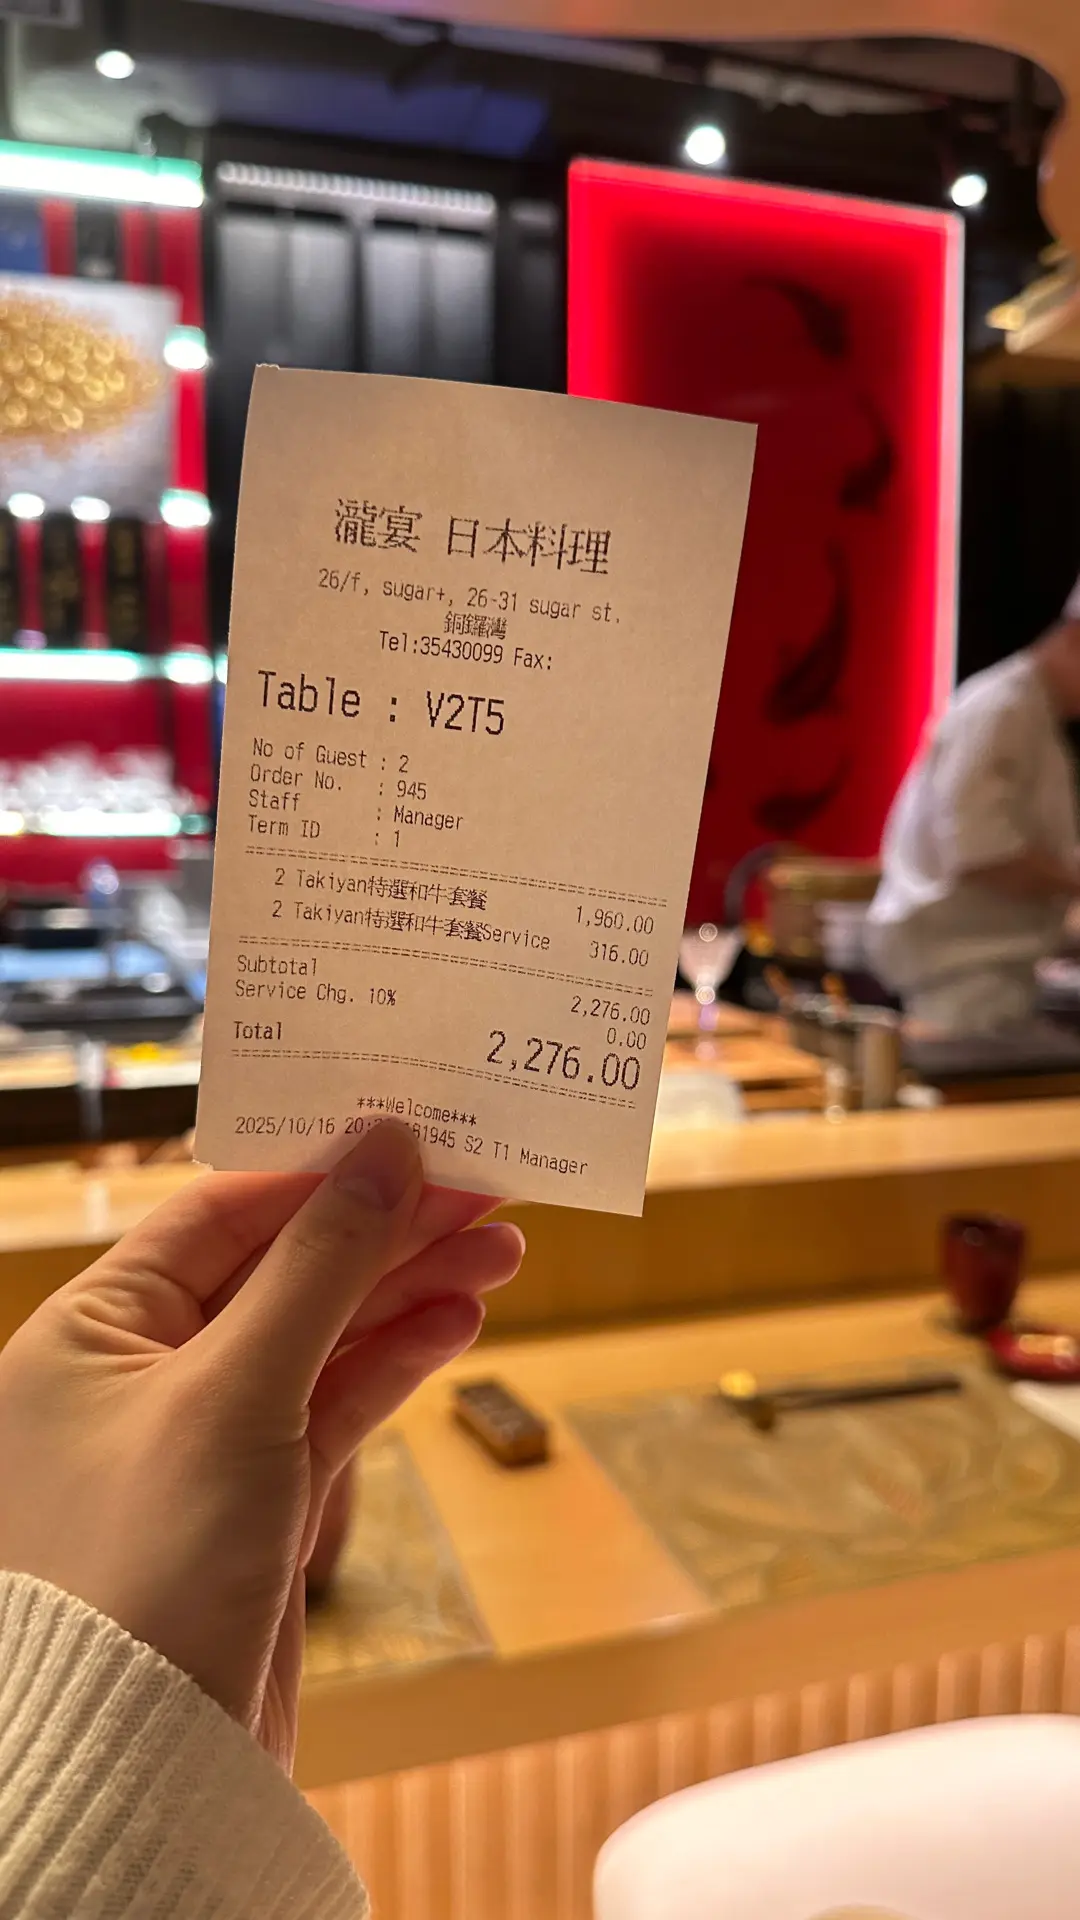 瀧宴 日本料理
26/f, sugar+, 26-31 sugar st.
銅鑼灣
Tel:35430099 Fax:
Table : V2T5
No of Guest : 2
Order No. : 945
Staff : Manager
Term ID : 1
2 Takiyan特選和牛套餐 1,960.00
2 Takiyan特選和牛套餐Service 316.00
Subtotal 2,276.00
Service Chg. 10% 0.00
Total 2,276.00
***Welcome***
2025/10/16 S2 T1 Manager